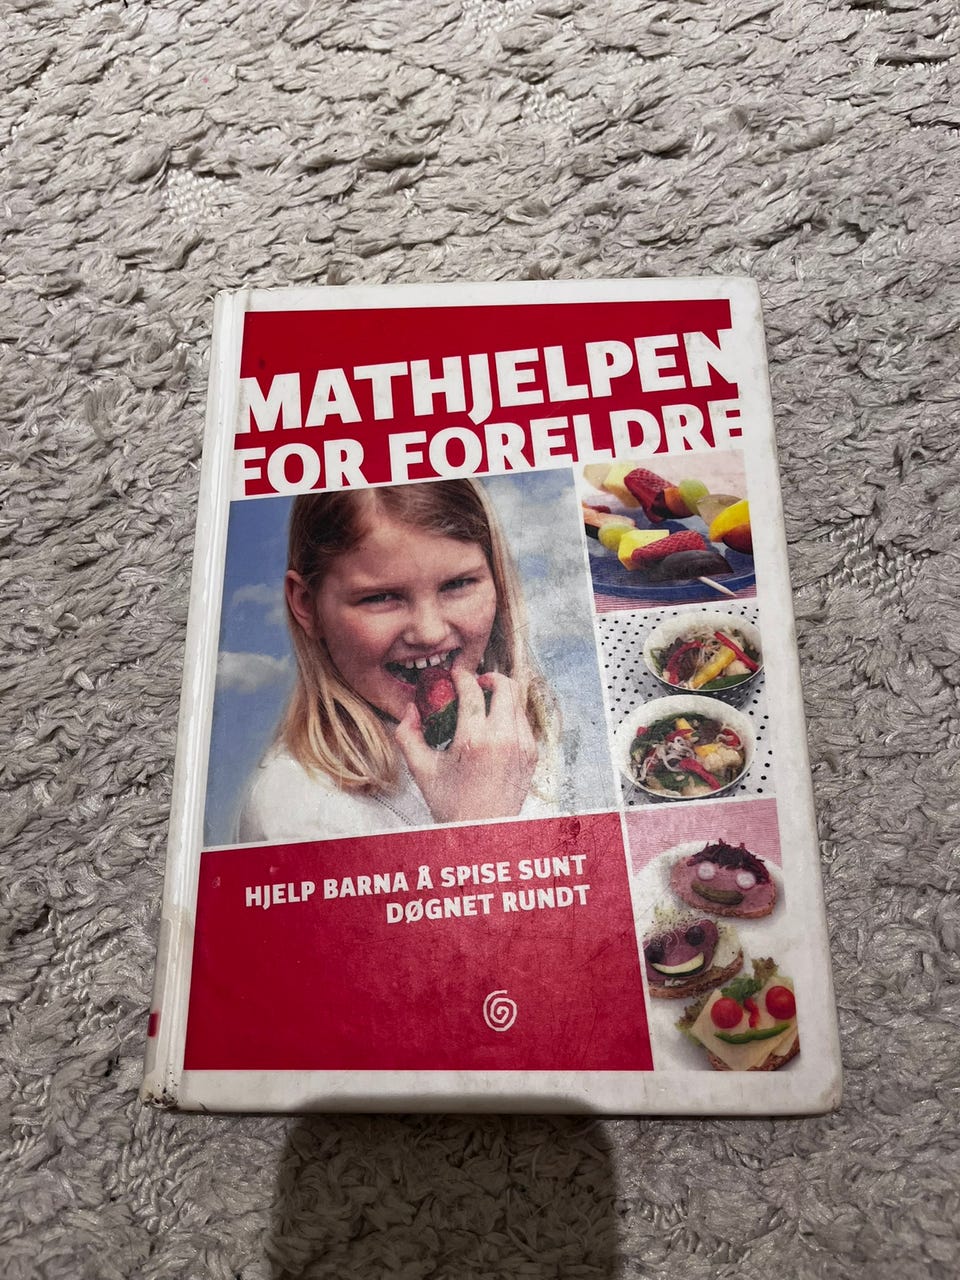 MATHJELPEN
FOR FORELDRE
HJELP BARNA Å SPISE SUNT
DØGNET RUNDT